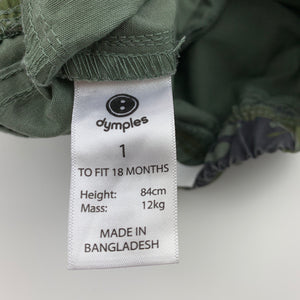 dymples
1
TO FIT 18 MONTHS
Height: 84cm
Mass: 12kg
MADE IN
BANGLADESH